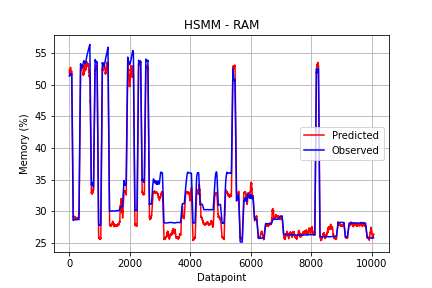 HSMM - RAM
Memory (%)
55
50
45
40
35
30
25
Predicted
Observed
0
2000
4000
6000
8000
10000
Datapoint